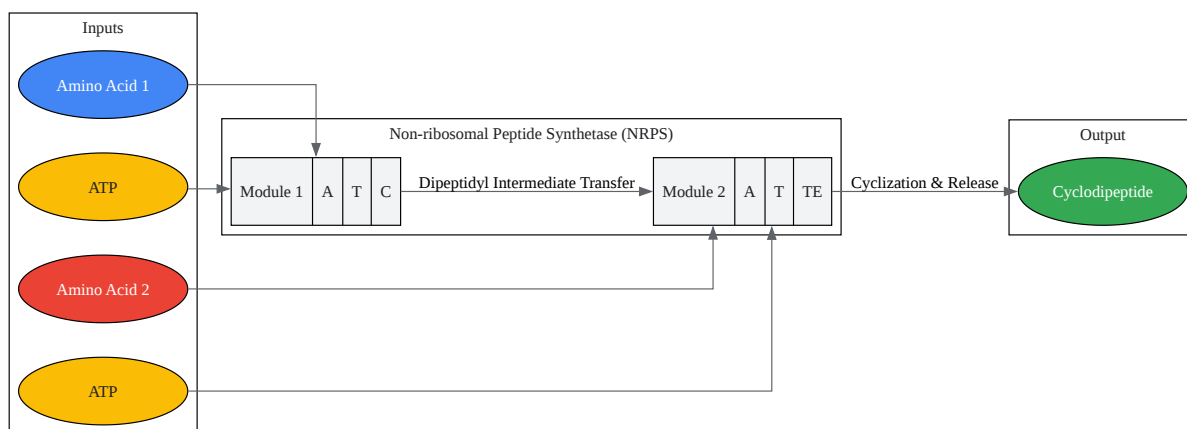 Inputs
Amino Acid 1
ATP
Amino Acid 2
ATP
Non-ribosomal Peptide Synthetase (NRPS)
Module 1 A T C
Dipeptidyl Intermediate Transfer
Module 2 A T TE
Cyclization & Release
Output
Cyclodipeptide